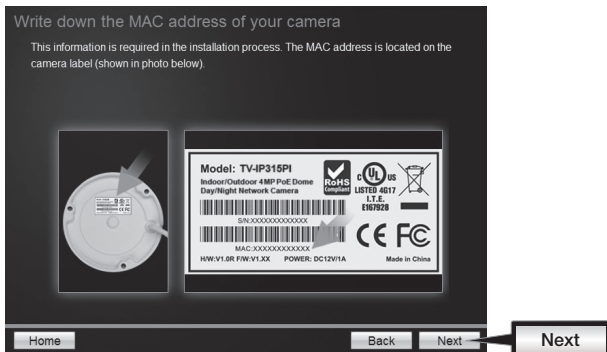 Write down the MAC address of your camera
This information is required in the installation process. The MAC address is located on the
camera label (shown in photo below).
Model: TV-IP315PI
Indoor/Outdoor 4MP PoE Dome
Day/Night Network Camera
RoHS
Compliant
C UL US
LISTED 4G17
I.T.E.
E167928
S/N:XXXXXXXXXXXXX
MAC:XXXXXXXXXXXX
CE FC
H/W:V1.0R F/W:V1.XX POWER: DC12V/1A Made in China
Home
Back
Next
Next